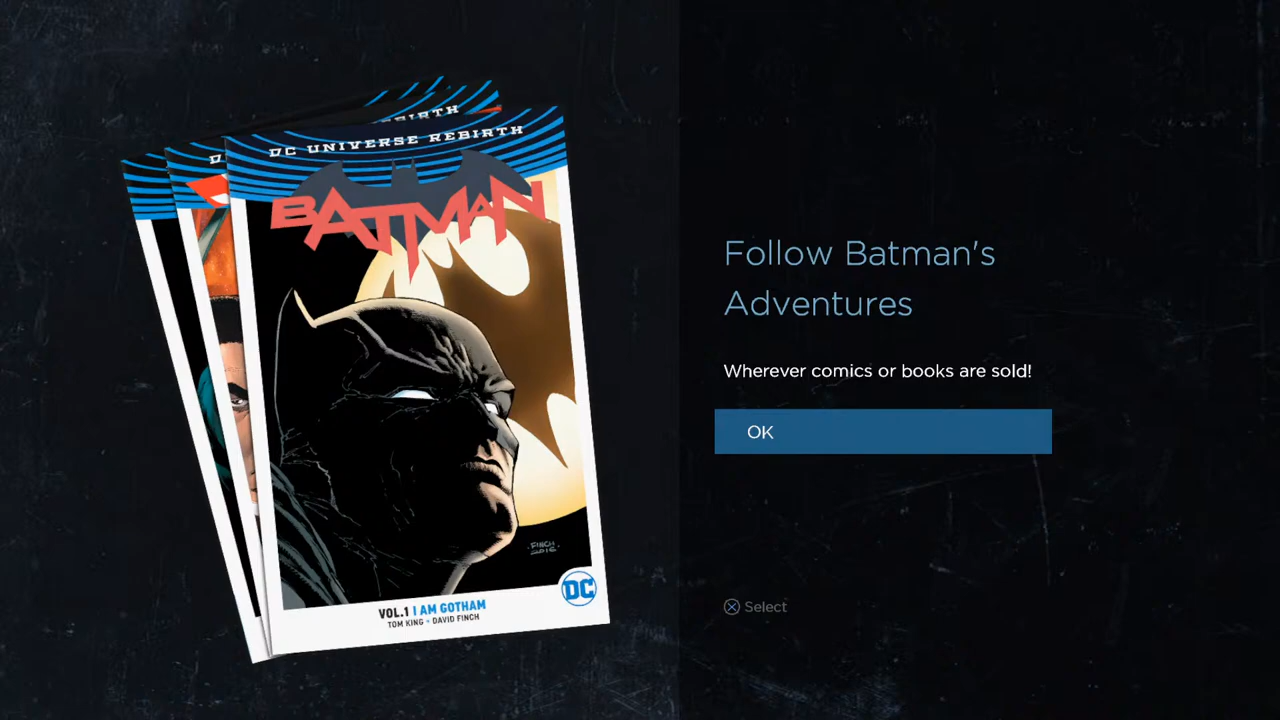 EBIRTH
D
DC UNIVERSE REBIRTH
BATMAN
FINCH
2016
DC
VOL.1 I AM GOTHAM
TOM KING • DAVID FINCH
Follow Batman's
Adventures
Wherever comics or books are sold!
OK
Select